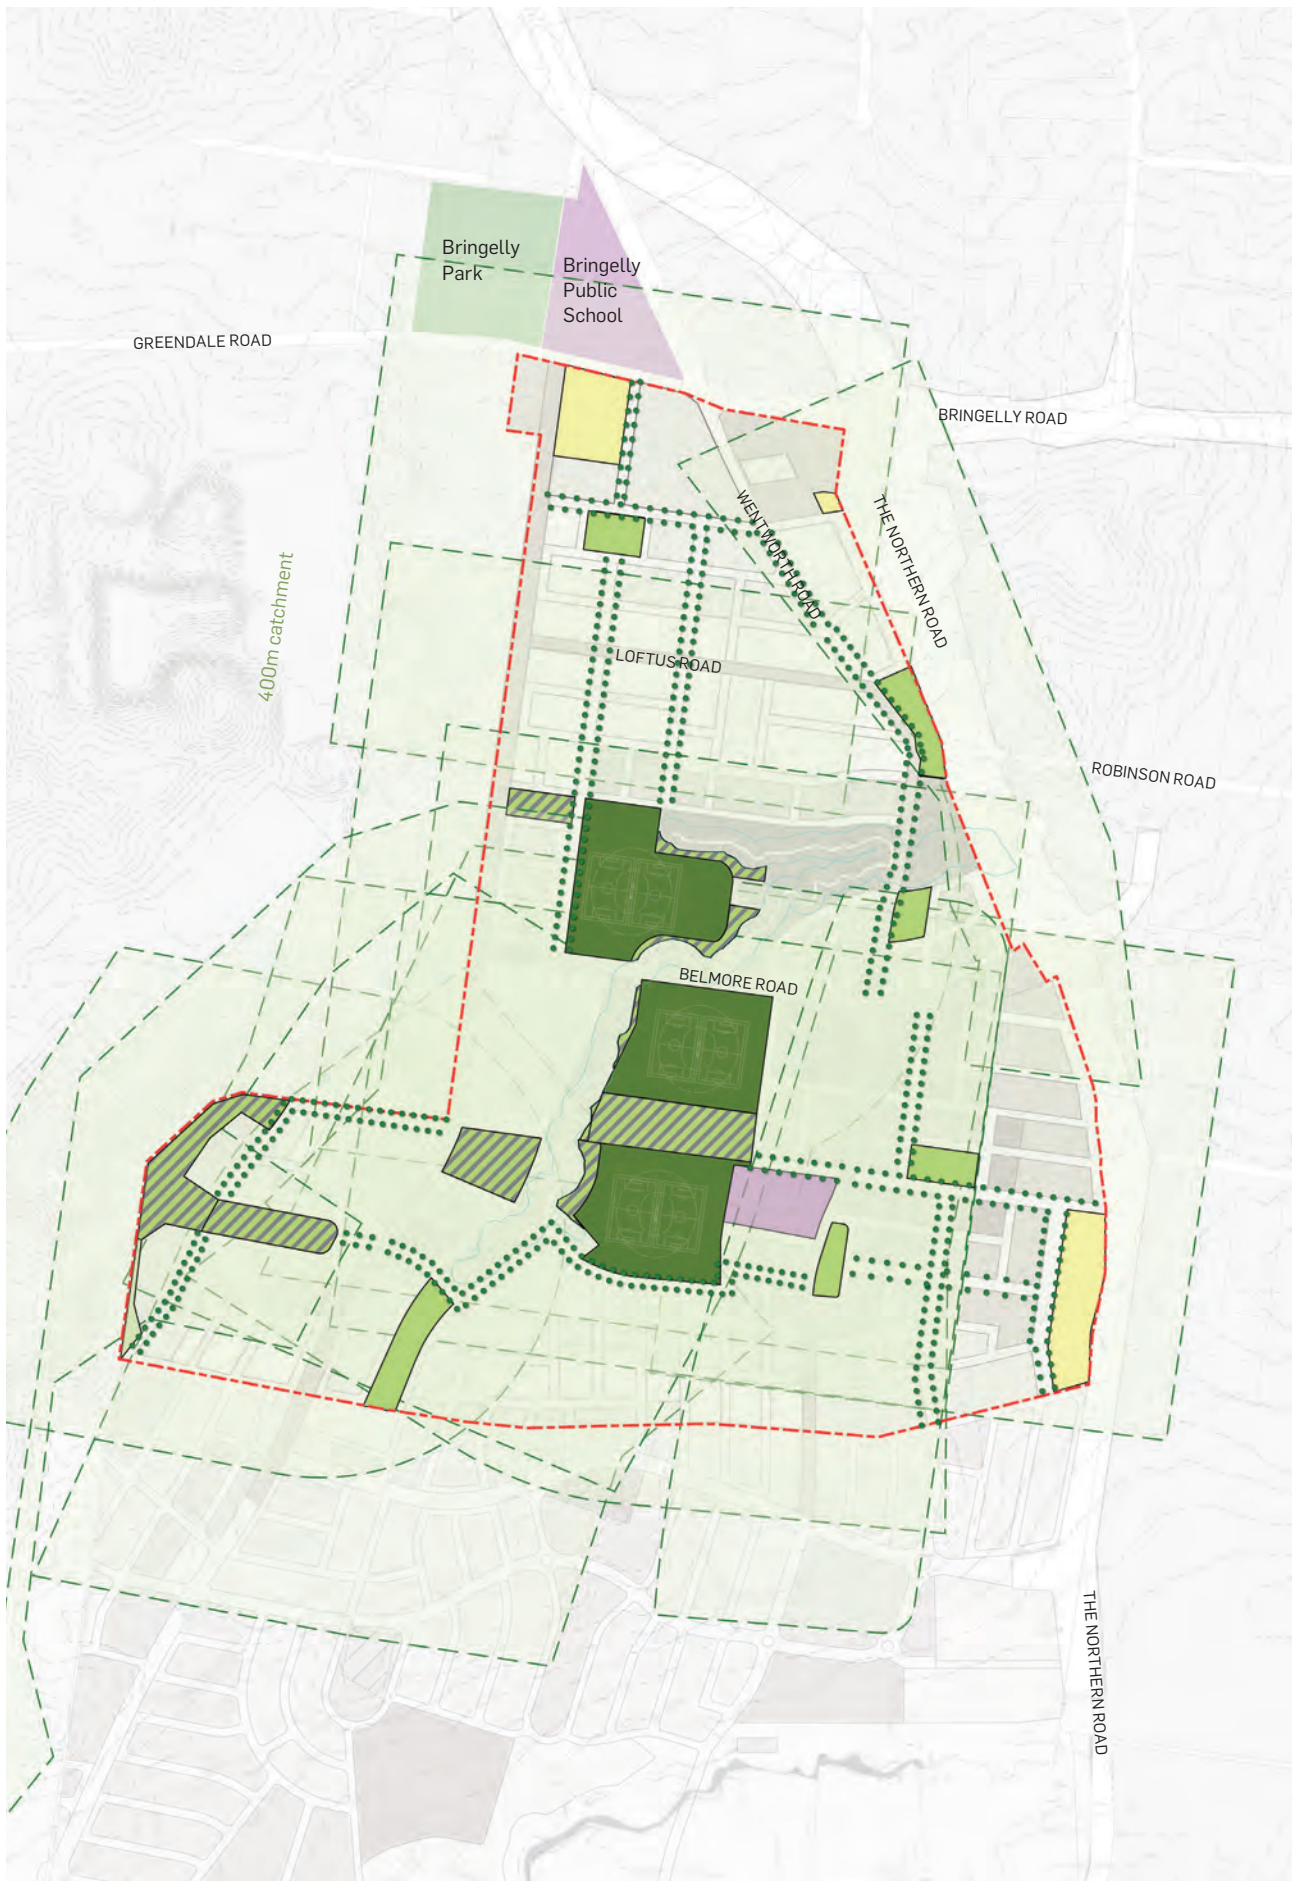 Bringelly
Park
Bringelly
Public
School
GREENDALE ROAD
BRINGELLY ROAD
WENTWORTH ROAD
THE NORTHERN ROAD
400m catchment
LOFTUS ROAD
ROBINSON ROAD
BELMORE ROAD
THE NORTHERN ROAD